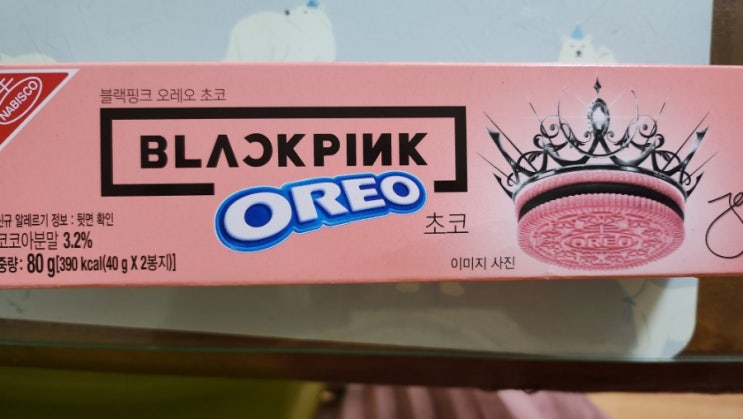 NABISCO
블랙핑크 오레오 초코
BLACKPINK
OREO
초코
신규 알레르기 정보 : 뒷면 확인
코코아분말 3.2%
중량 : 80 g[390 kcal(40 g X 2봉지)]
이미지 사진
OREO